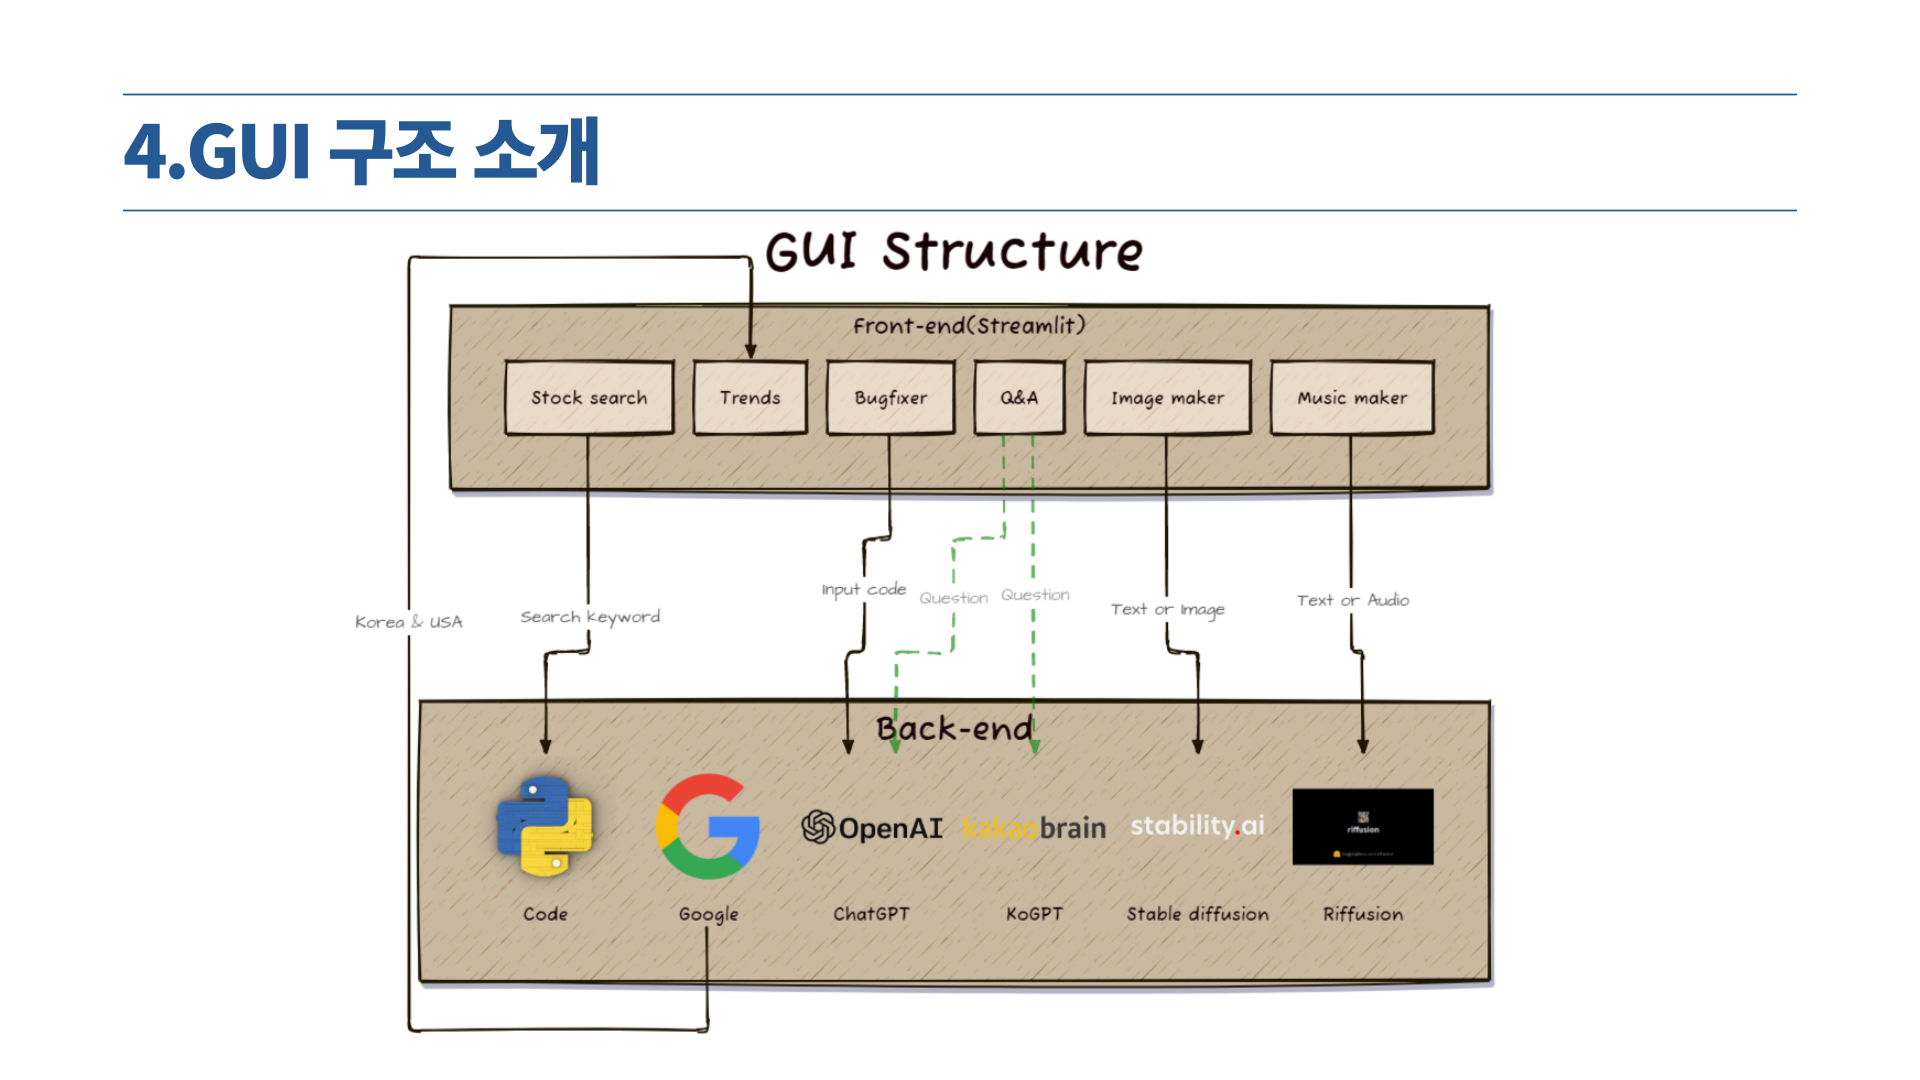 4.GUI 구조 소개
GUI Structure
Front-end(Streamlit)
Stock search
Trends
Bugfixer
Q&A
Image maker
Music maker
Korea & USA
Search keyword
Input code
Question
Question
Text or Image
Text or Audio
Back-end
OpenAI
kakaobrain
stability.ai
riffusion
Code
Google
ChatGPT
KoGPT
Stable diffusion
Riffusion